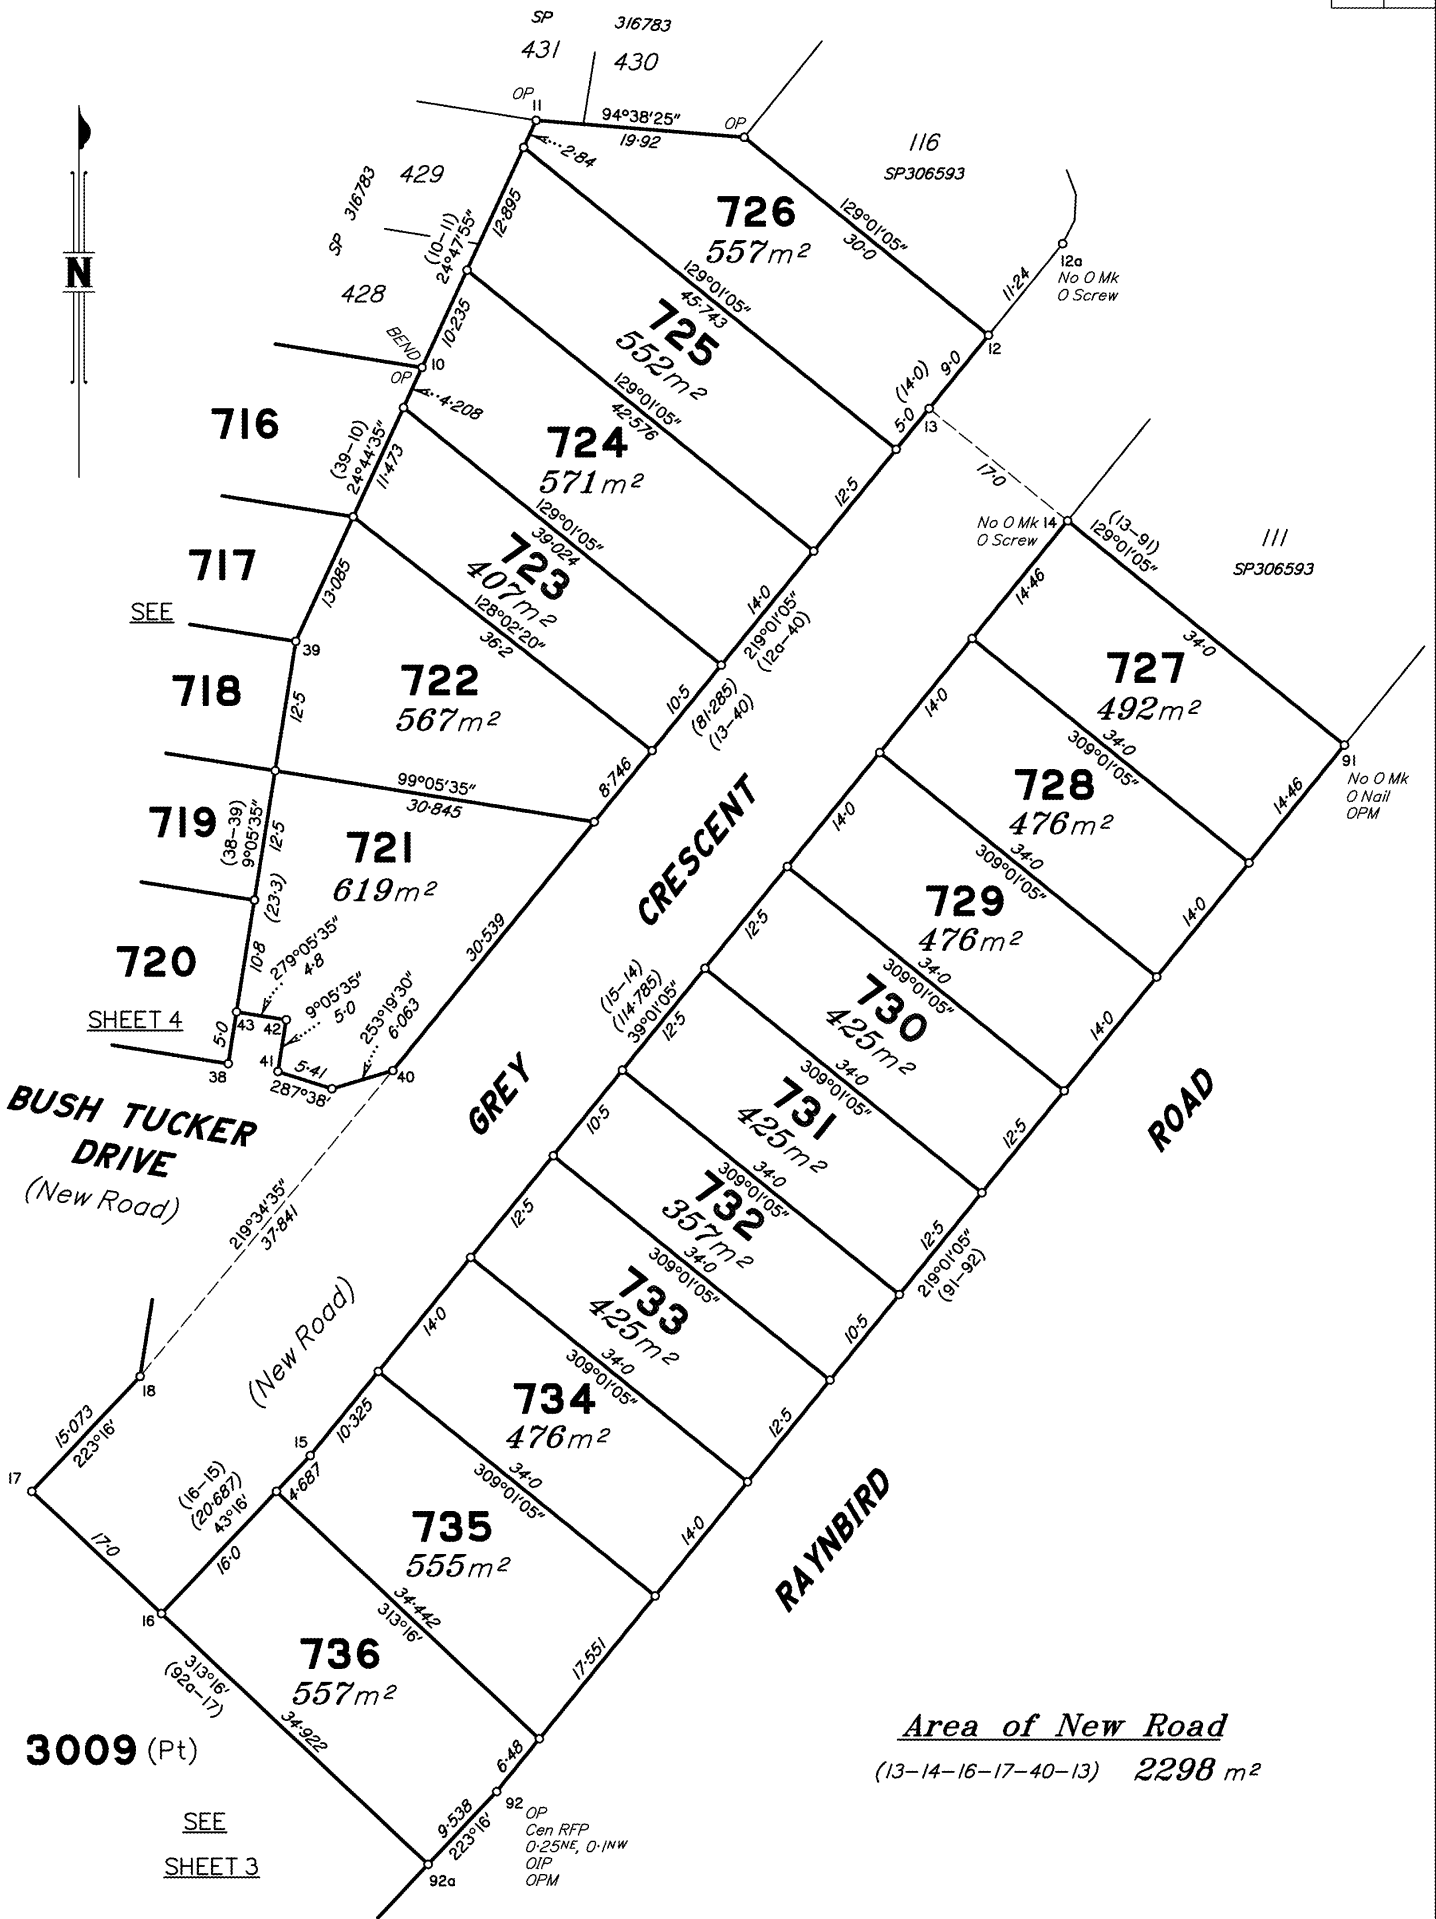 SP 316783
431
430
OP
11
94°38'25"
19·92
OP
2·84
116
SP306593
N
SP 316783
429
12·895
(10-11)
24°47'55"
726
557m²
129°01'05"
30·0
12a
No O Mk
O Screw
11·24
129°01'05"
45·743
725
552m²
428
10·235
BEND
10
OP
4·208
12
9·0
(14·0)
5·0
13
17·0
129°01'05"
42·576
724
571m²
716
(39-10)
24°44'35"
11·473
12·5
No O Mk 14
O Screw
(13-91)
129°01'05"
34·0
111
SP306593
129°01'05"
39·024
723
407m²
717
13·085
SEE
39
14·0
219°01'05"
(12a-40)
14·46
128°02'20"
36·2
722
567m²
718
12·5
10·5
(81·285)
(13-40)
727
492m²
14·0
34·0
309°01'05"
91
No O Mk
O Nail
OPM
14·46
99°05'35"
30·845
8·746
728
476m²
14·0
34·0
309°01'05"
719
(38-39)
9°05'35"
12·5
721
619m²
(23·3)
CRESCENT
729
476m²
12·5
34·0
309°01'05"
14·0
720
10·8
279°05'35"
4·8
9°05'35"
5·0
253°19'30"
6·063
30·539
(15-14)
(114·785)
39°01'05"
12·5
730
425m²
34·0
309°01'05"
14·0
SHEET 4
43
42
5·0
38
41
5·41
287°38'
40
GREY
10·5
731
425m²
34·0
309°01'05"
12·5
ROAD
BUSH TUCKER
DRIVE
(New Road)
219°34'35"
37·841
12·5
732
357m²
34·0
309°01'05"
12·5
219°01'05"
(91-92)
(New Road)
14·0
733
425m²
34·0
309°01'05"
10·5
18
15·073
223°16'
17
10·325
15
734
476m²
34·0
309°01'05"
12·5
(16-15)
(20·687)
43°16'
4·687
17·0
16·0
735
555m²
14·0
RAYNBIRD
16
34·442
313°16'
313°16'
(92a-17)
736
557m²
34·922
17·551
3009 (Pt)
SEE
SHEET 3
6·48
9·538
223°16'
92
OP
Cen RFP
0·25NE, 0·1NW
OIP
OPM
92a
Area of New Road
(13-14-16-17-40-13) 2298 m²